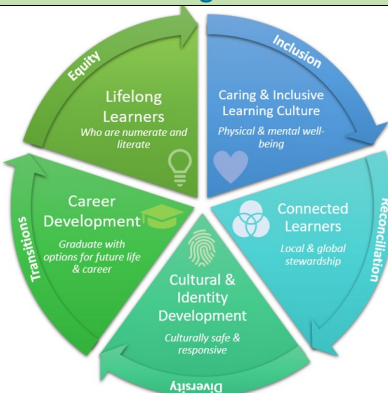 Equity
Lifelong
Learners
Who are numerate and
literate
Inclusion
Caring & Inclusive
Learning Culture
Physical & mental well-
being
Reconciliation
Connected
Learners
Local & global
stewardship
Diversity
Cultural &
Identity
Development
Culturally safe &
responsive
Transitions
Career
Development
Graduate with
options for future life
& career